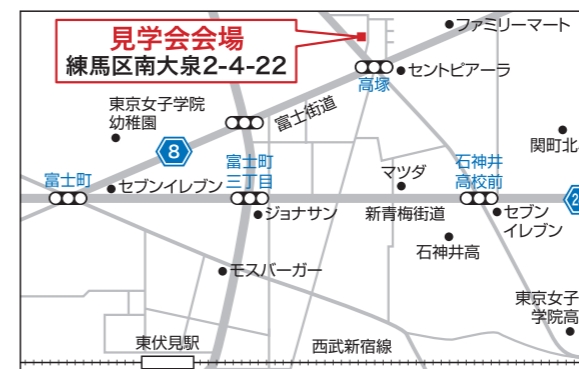 見学会会場
練馬区南大泉2-4-22
ファミリーマート
セントピアーラ
高塚
富士街道
東京女子学院
幼稚園
8
富士町
セブンイレブン
富士町
三丁目
ジョナサン
マツダ
新青梅街道
石神井
高校前
関町北
2
セブン
イレブン
石神井高
モスバーガー
東京女子
学院高
東伏見駅
西武新宿線